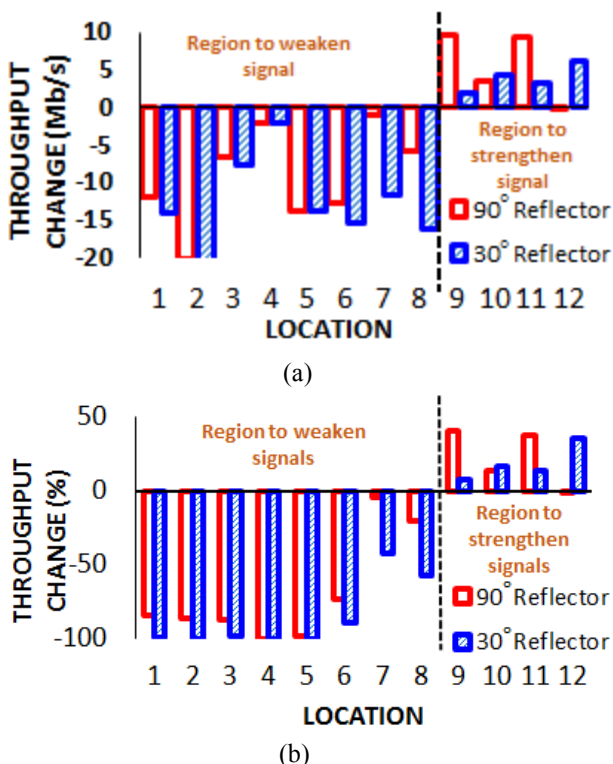 THROUGHPUT
CHANGE (Mb/s)
10
5
0
-5
-10
-15
-20
Region to weaken
signal
Region to
strengthen
signal
90° Reflector
30° Reflector
1 2 3 4 5 6 7 8 9 10 11 12
LOCATION
(a)
THROUGHPUT
CHANGE (%)
50
0
-50
-100
Region to weaken
signals
Region to
strengthen
signals
90° Reflector
30° Reflector
1 2 3 4 5 6 7 8 9 10 11 12
LOCATION
(b)